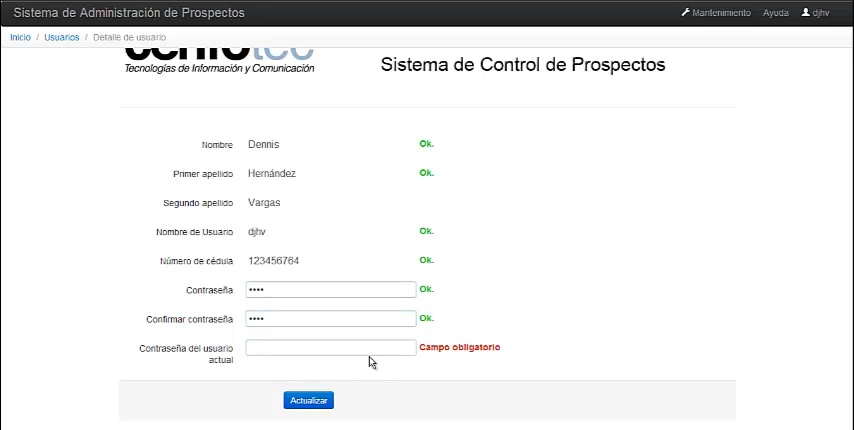 Sistema de Administración de Prospectos
Mantenimiento Ayuda djhv
Inicio / Usuarios / Detalle de usuario
Tecnologías de Información y Comunicación
Sistema de Control de Prospectos
Nombre Dennis Ok.
Primer apellido Hernández Ok.
Segundo apellido Vargas
Nombre de Usuario djhv Ok.
Número de cédula 123456764 Ok.
Contraseña •••• Ok.
Confirmar contraseña •••• Ok.
Contraseña del usuario Campo obligatorio
actual
Actualizar